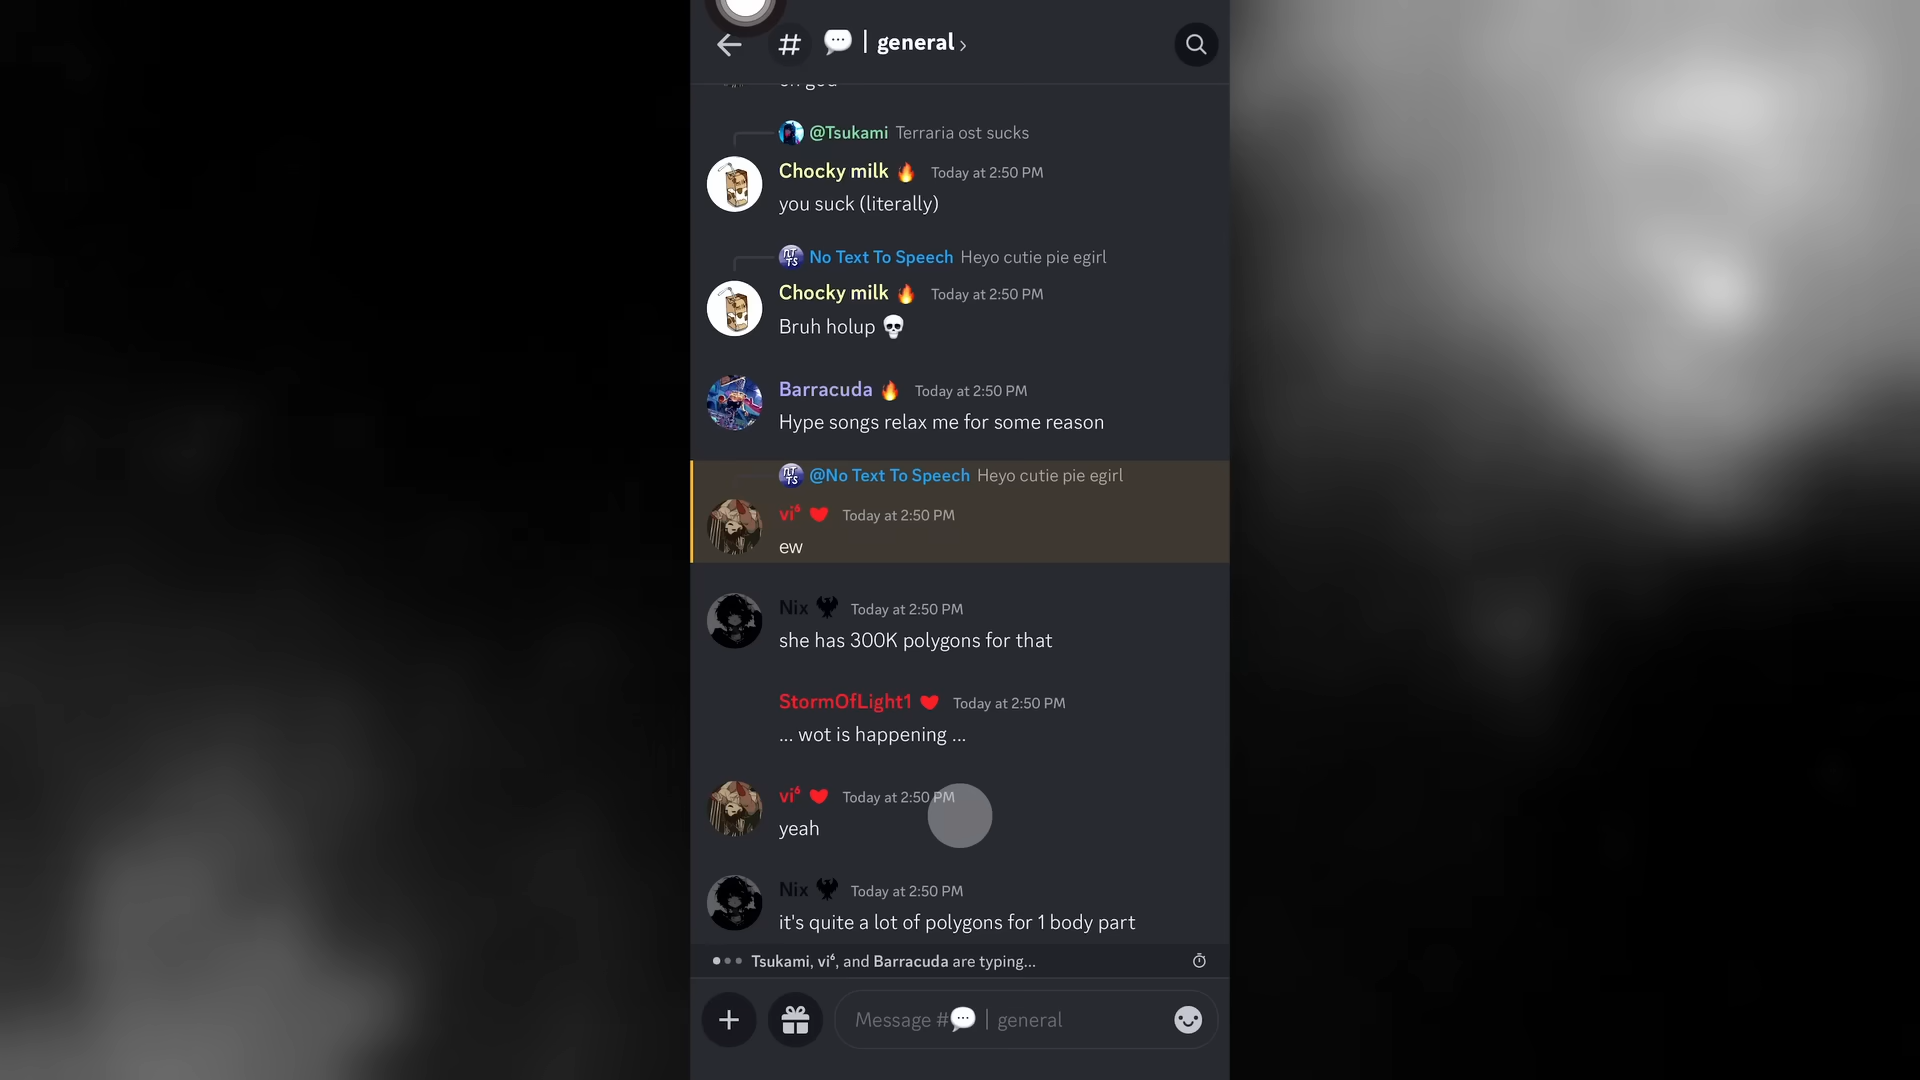 # 💬 | general ›
@Tsukami Terraria ost sucks
Chocky milk 🔥 Today at 2:50 PM
you suck (literally)
No Text To Speech Heyo cutie pie egirl
Chocky milk 🔥 Today at 2:50 PM
Bruh holup 💀
Barracuda 🔥 Today at 2:50 PM
Hype songs relax me for some reason
@No Text To Speech Heyo cutie pie egirl
vi⁶ ❤️ Today at 2:50 PM
ew
Nix Today at 2:50 PM
she has 300K polygons for that
StormOfLight1 ❤️ Today at 2:50 PM
... wot is happening ...
vi⁶ ❤️ Today at 2:50 PM
yeah
Nix Today at 2:50 PM
it's quite a lot of polygons for 1 body part
Tsukami, vi⁶, and Barracuda are typing...
Message #💬 | general